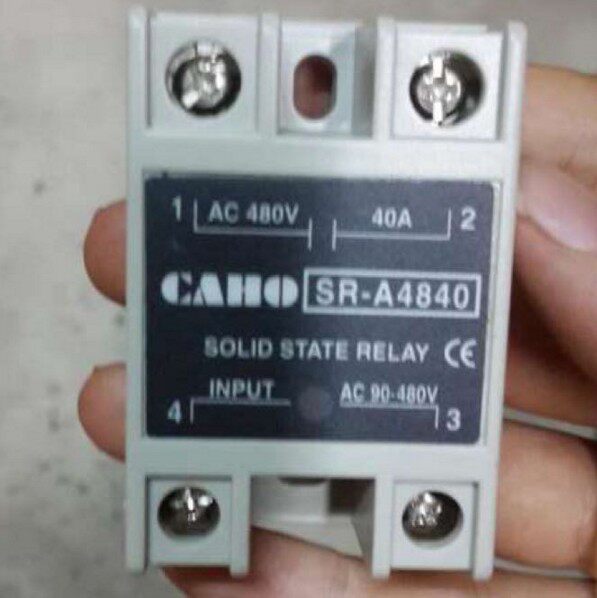 1 AC 480V 40A 2
CAHO SR-A4840
SOLID STATE RELAY CE
INPUT AC 90-480V
4 3